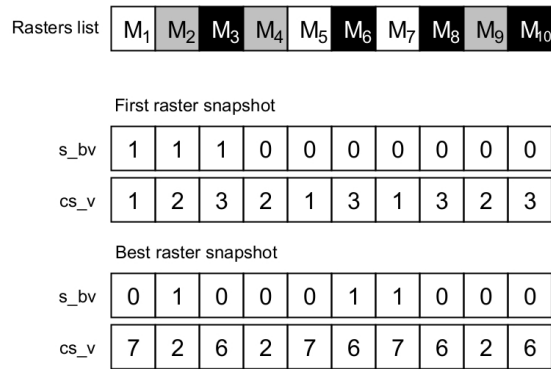 Rasters list M1 M2 M3 M4 M5 M6 M7 M8 M9 M10
First raster snapshot
s_bv 1 1 1 0 0 0 0 0 0 0
cs_v 1 2 3 2 1 3 1 3 2 3
Best raster snapshot
s_bv 0 1 0 0 0 1 1 0 0 0
cs_v 7 2 6 2 7 6 7 6 2 6